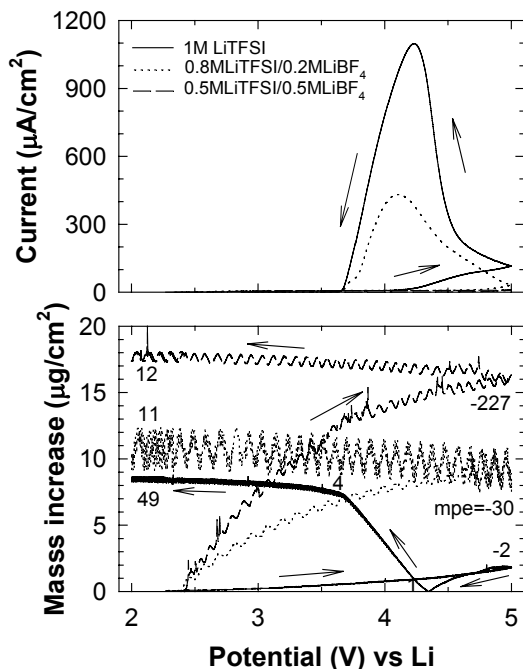 1200
900
600
300
0
Current (μA/cm²)
1M LiTFSI
0.8MLiTFSI/0.2MLiBF₄
0.5MLiTFSI/0.5MLiBF₄
20
15
10
5
0
Masss increase (μg/cm²)
12
11
49
4
-227
mpe=-30
-2
2 3 4 5
Potential (V) vs Li